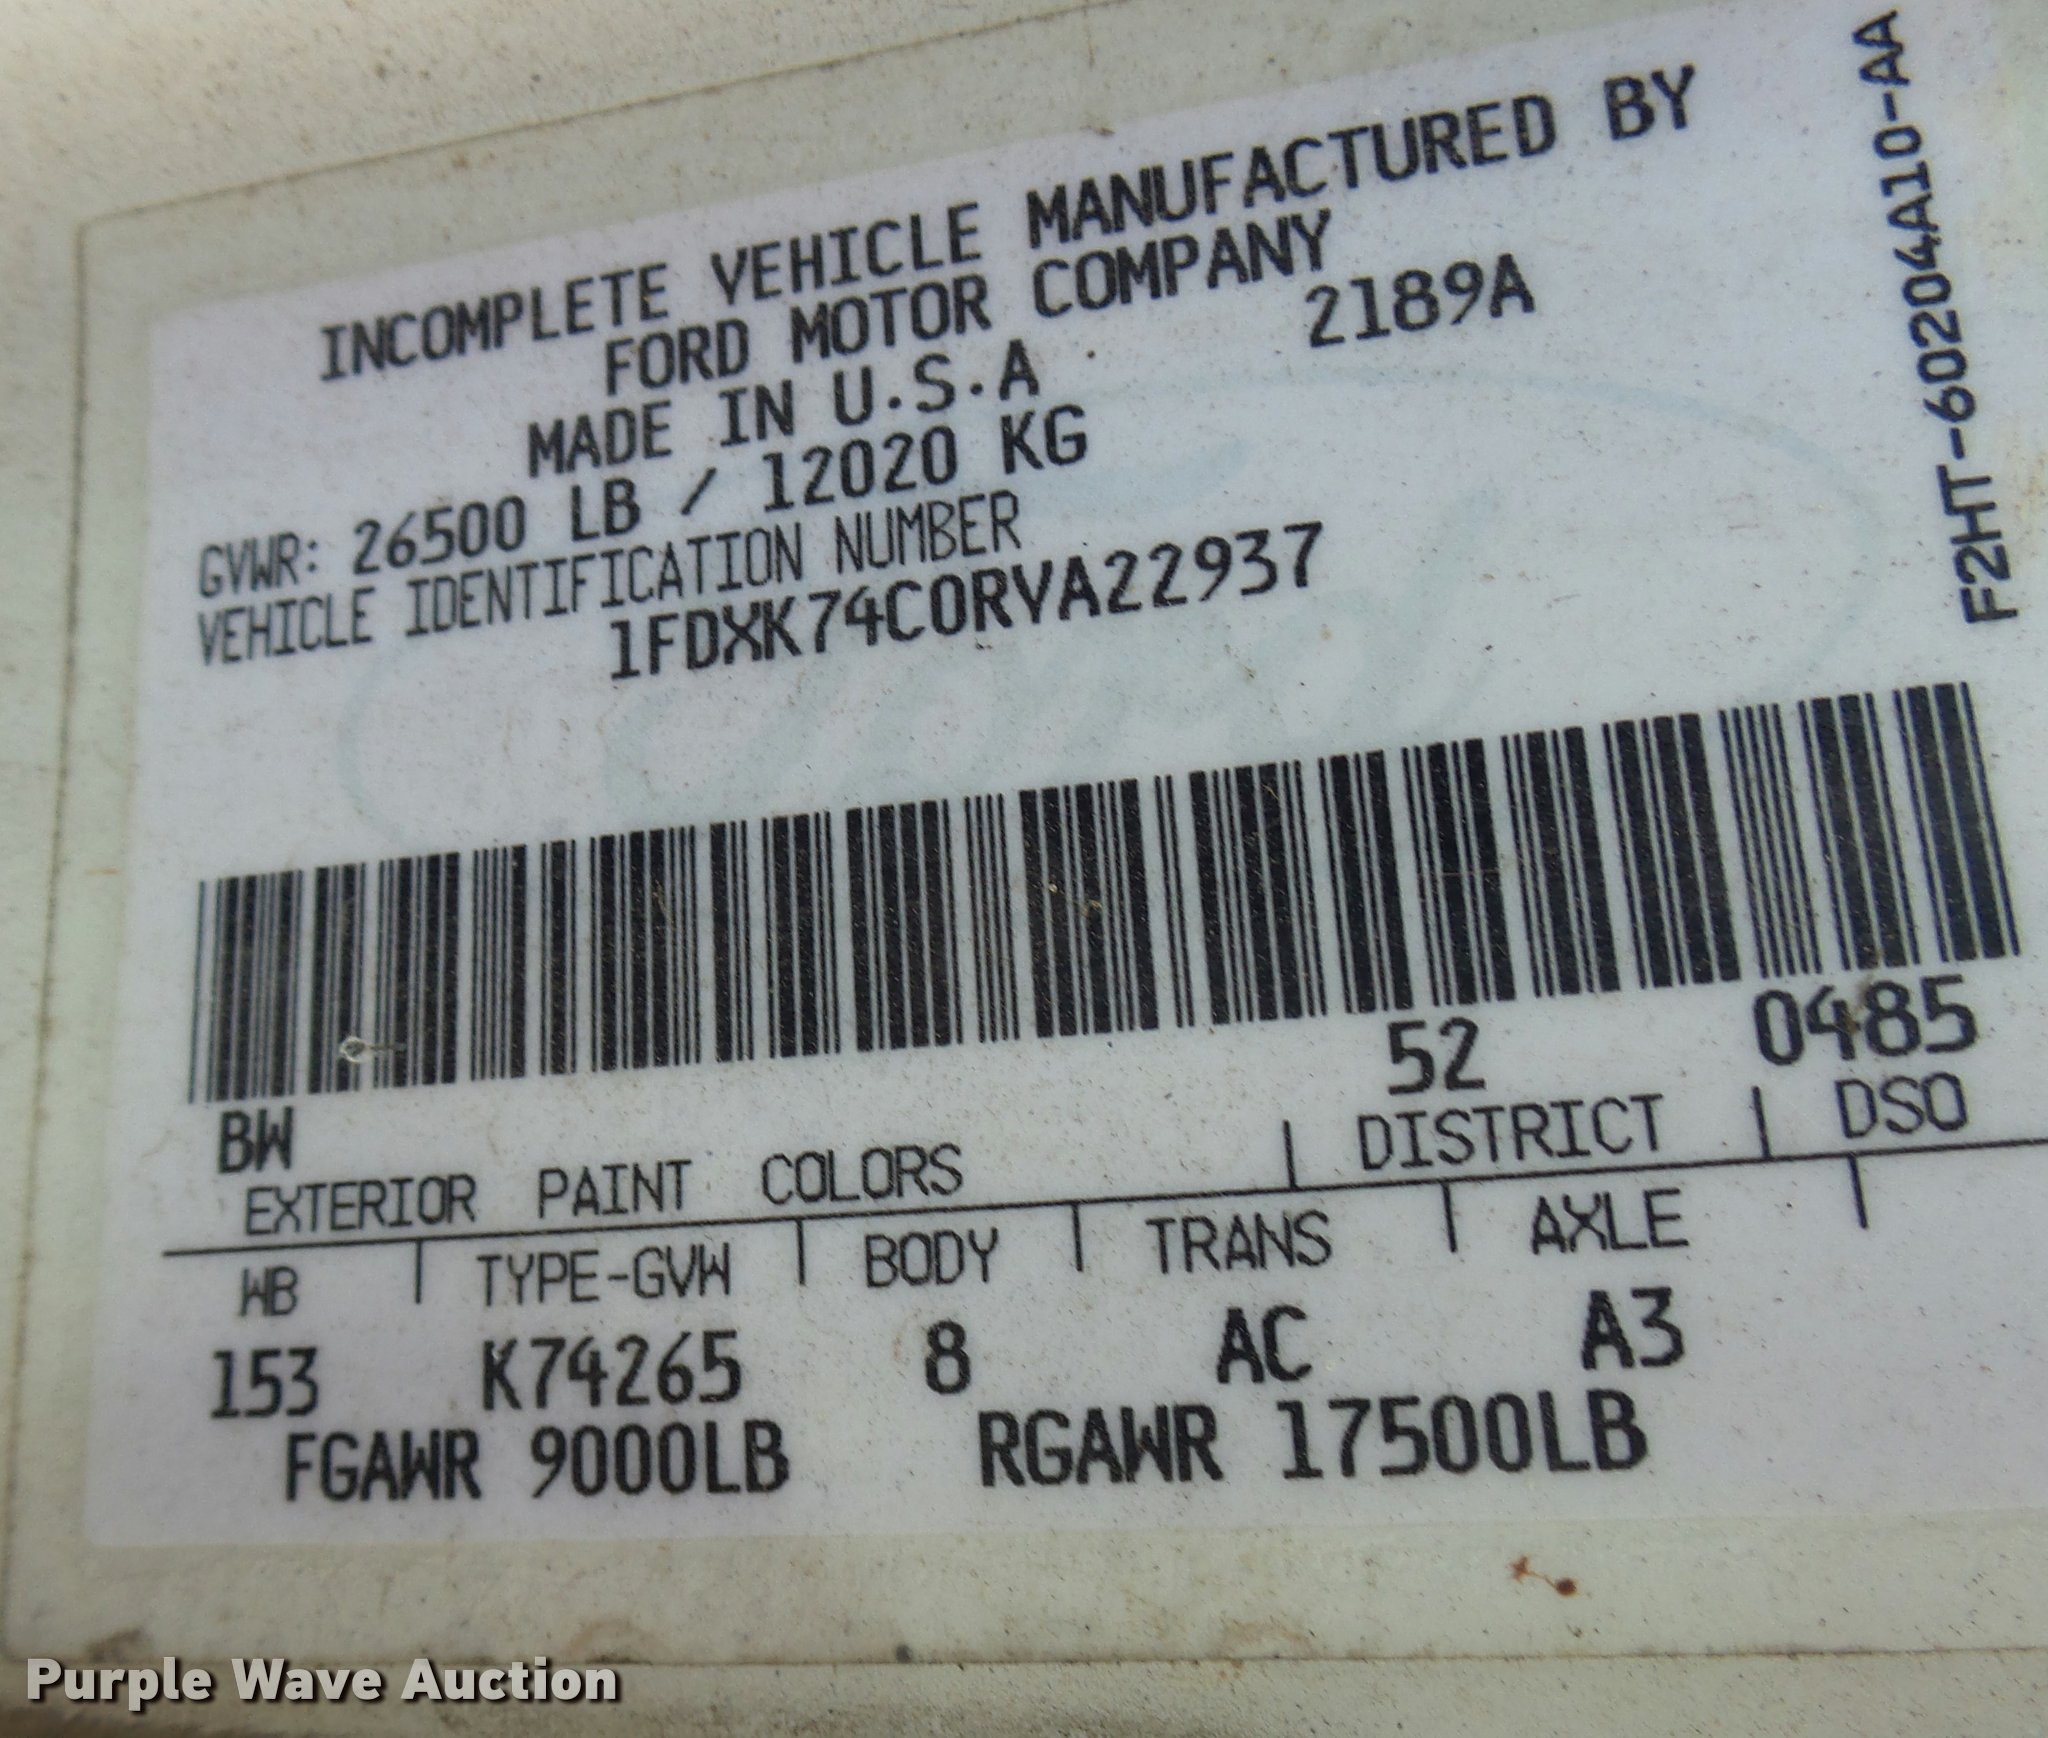 INCOMPLETE VEHICLE MANUFACTURED BY
FORD MOTOR COMPANY
MADE IN U.S.A 2189A
GVWR: 26500 LB / 12020 KG
VEHICLE IDENTIFICATION NUMBER
1FDXK74C0RVA22937
F2HT-60204A10-AA
BW 52 0485
EXTERIOR PAINT COLORS DISTRICT DSO
WB TYPE-GVW BODY TRANS AXLE
153 K74265 8 AC A3
FGAWR 9000LB RGAWR 17500LB
Purple Wave Auction